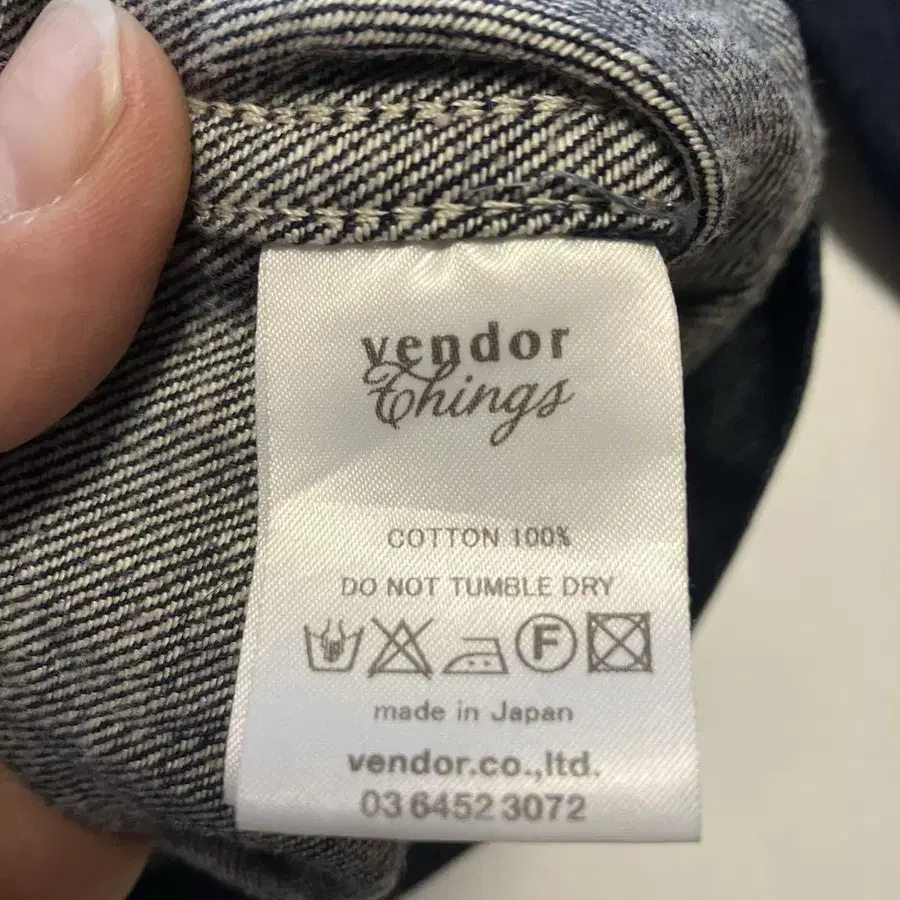 vendor
Things
COTTON 100%
DO NOT TUMBLE DRY
F
made in Japan
vendor.co.,ltd.
03 6452 3072